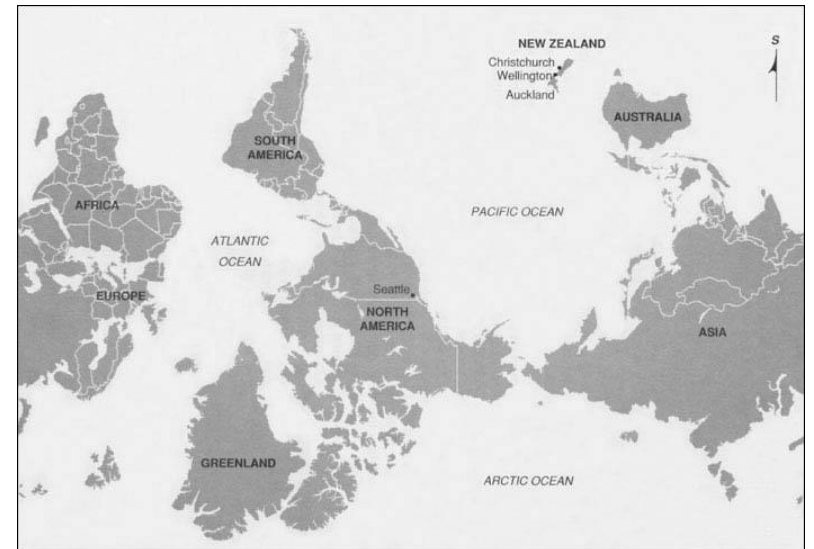 NEW ZEALAND
S
Christchurch
Wellington
Auckland
AUSTRALIA
SOUTH
AMERICA
AFRICA
PACIFIC OCEAN
ATLANTIC
OCEAN
Seattle
EUROPE
NORTH
AMERICA
ASIA
GREENLAND
ARCTIC OCEAN